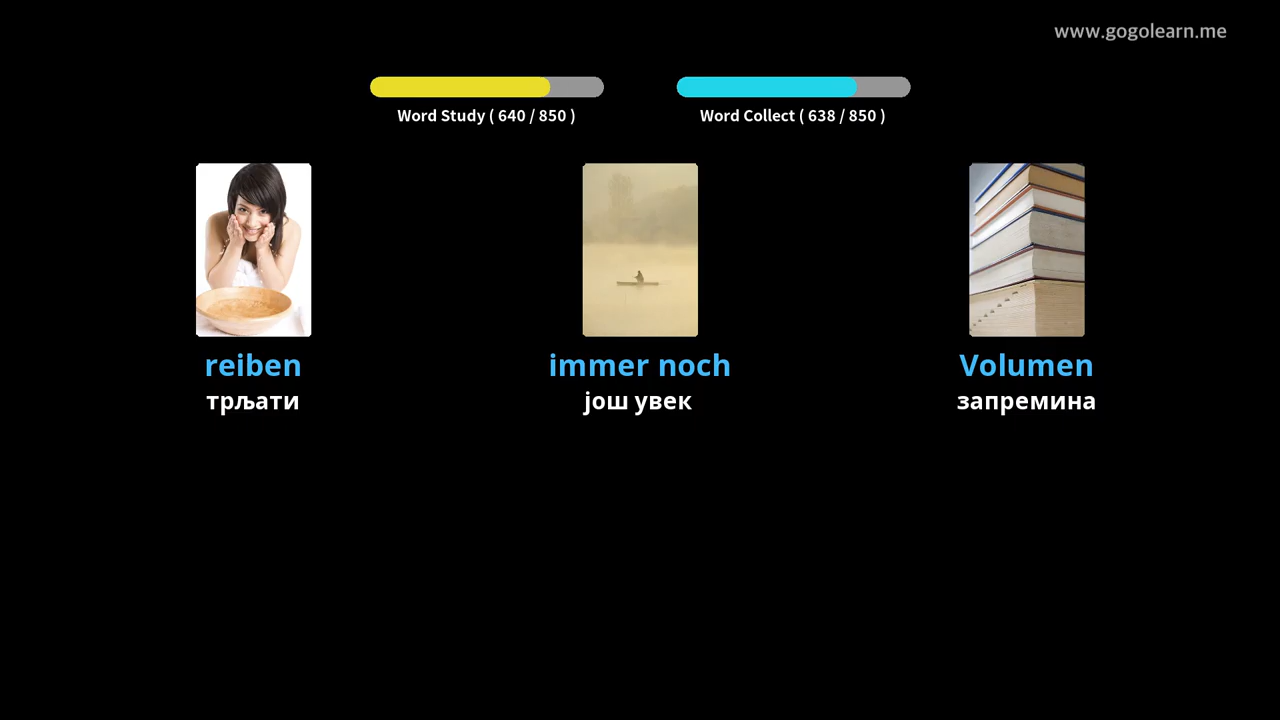 www.gogolearn.me
Word Study ( 640 / 850 )
Word Collect ( 638 / 850 )
reiben
immer noch
Volumen
трљати
још увек
запремина